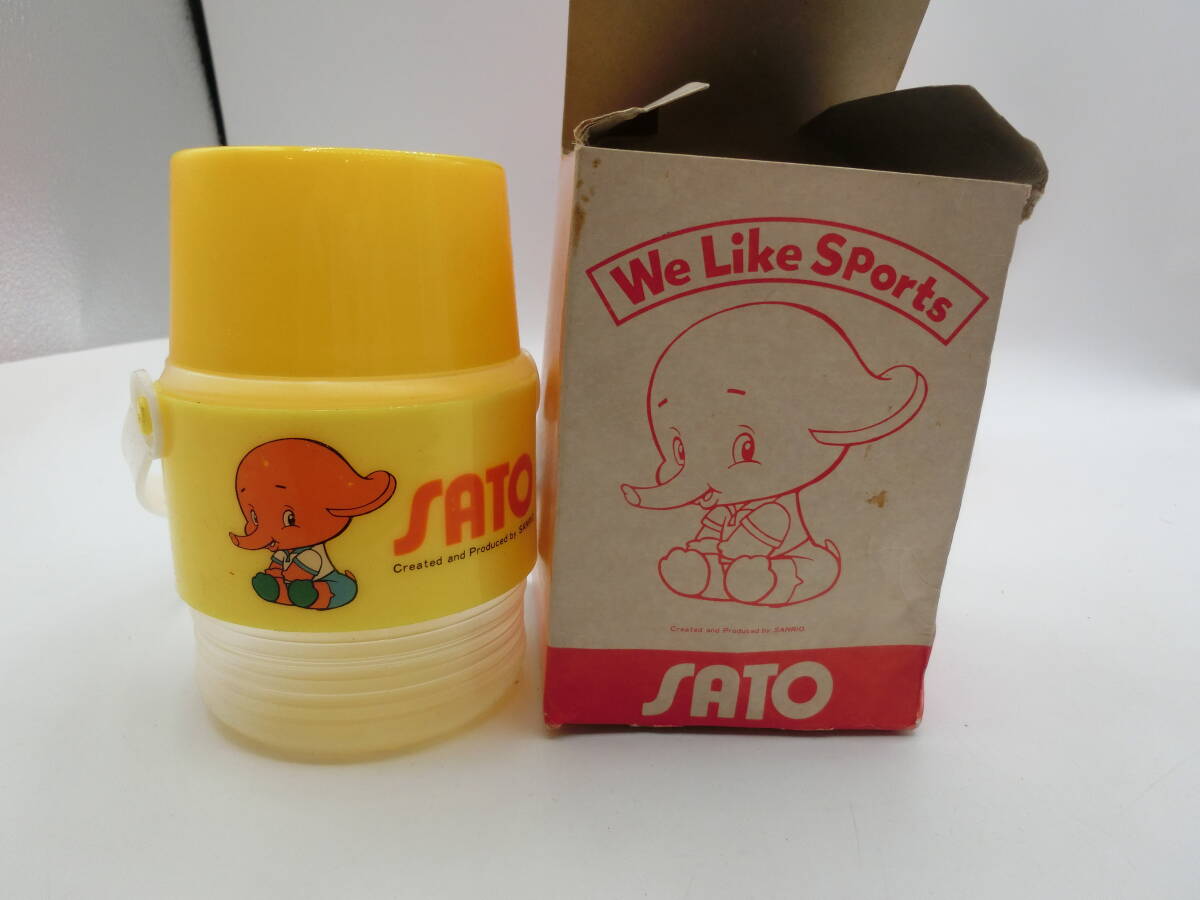 SATO
Created and Produced by SANRIO
We Like SPorts
Created and Produced by SANRIO.
SATO